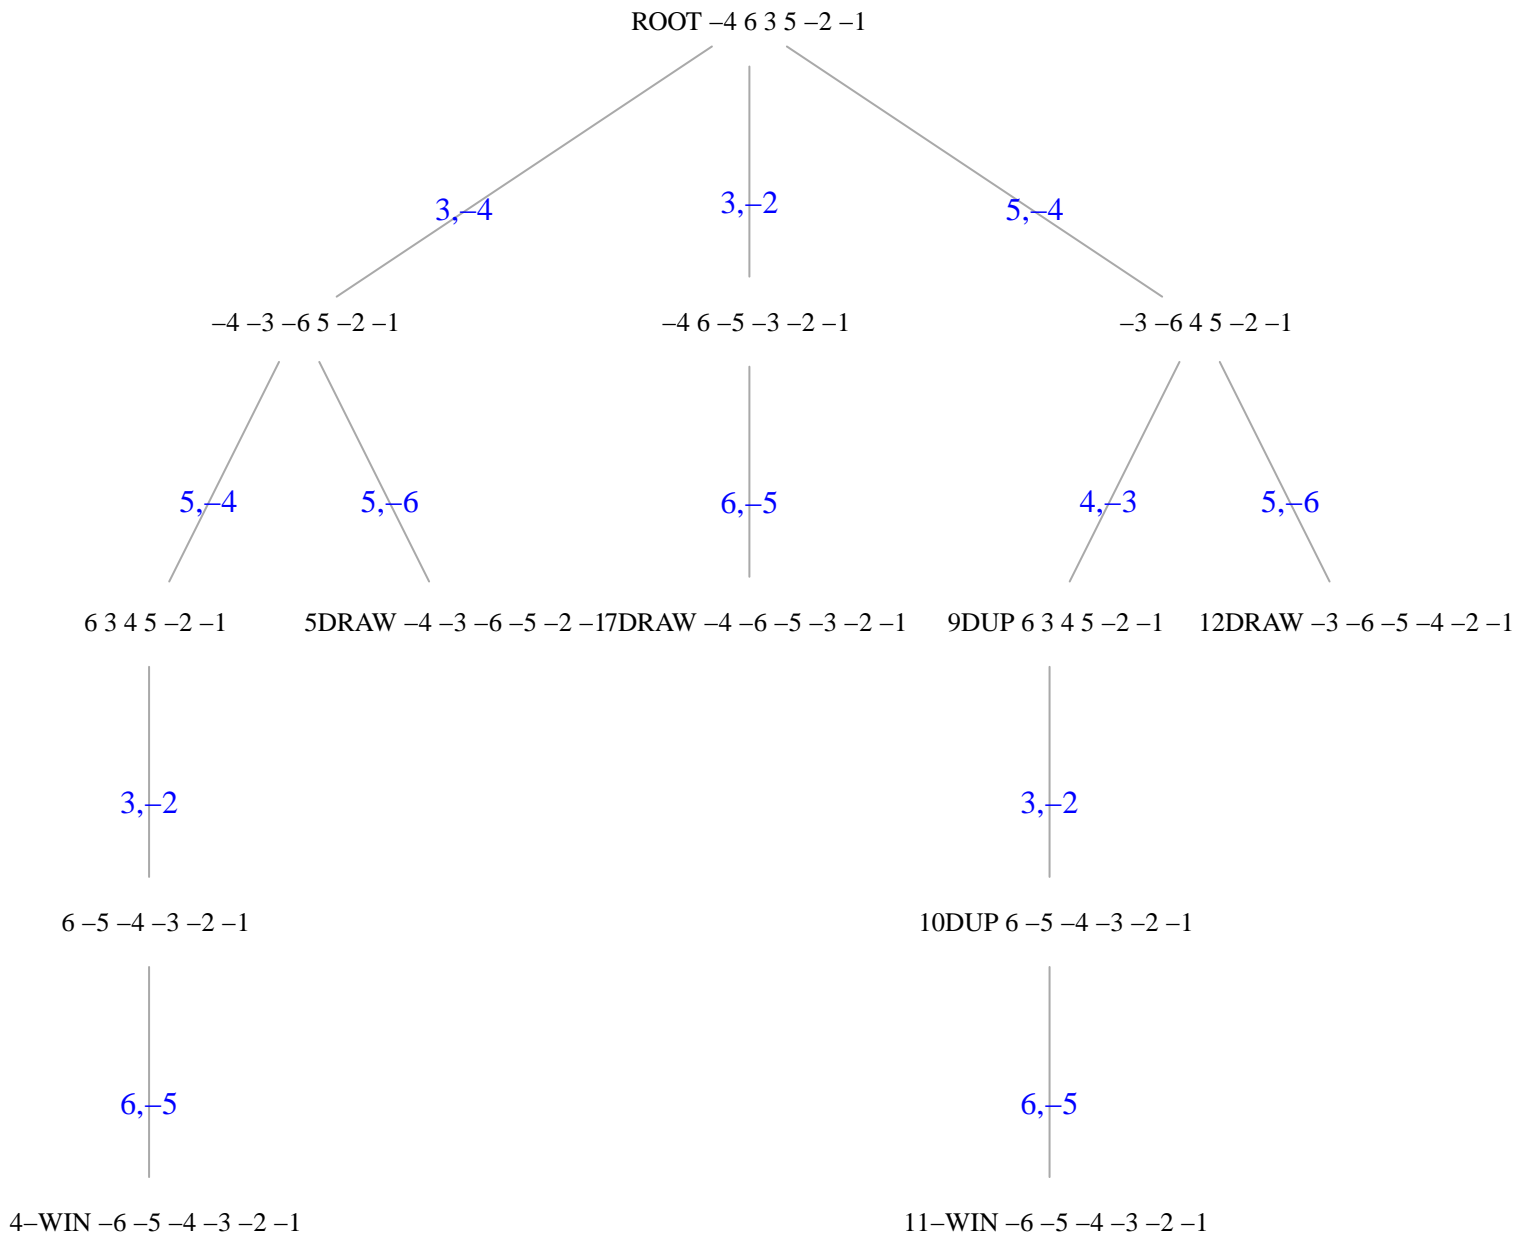 ROOT –4 6 3 5 –2 –1
3,–4
3,–2
5,–4
–4 –3 –6 5 –2 –1
–4 6 –5 –3 –2 –1
–3 –6 4 5 –2 –1
5,–4
5,–6
6,–5
4,–3
5,–6
6 3 4 5 –2 –1
5DRAW –4 –3 –6 –5 –2 –1
7DRAW –4 –6 –5 –3 –2 –1
9DUP 6 3 4 5 –2 –1
12DRAW –3 –6 –5 –4 –2 –1
3,–2
3,–2
6 –5 –4 –3 –2 –1
10DUP 6 –5 –4 –3 –2 –1
6,–5
6,–5
4–WIN –6 –5 –4 –3 –2 –1
11–WIN –6 –5 –4 –3 –2 –1